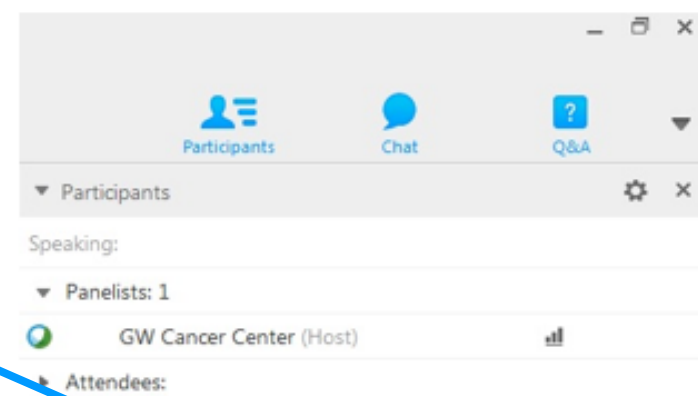 Participants Chat Q&A
Participants
Speaking:
Panelists: 1
GW Cancer Center (Host)
Attendees: